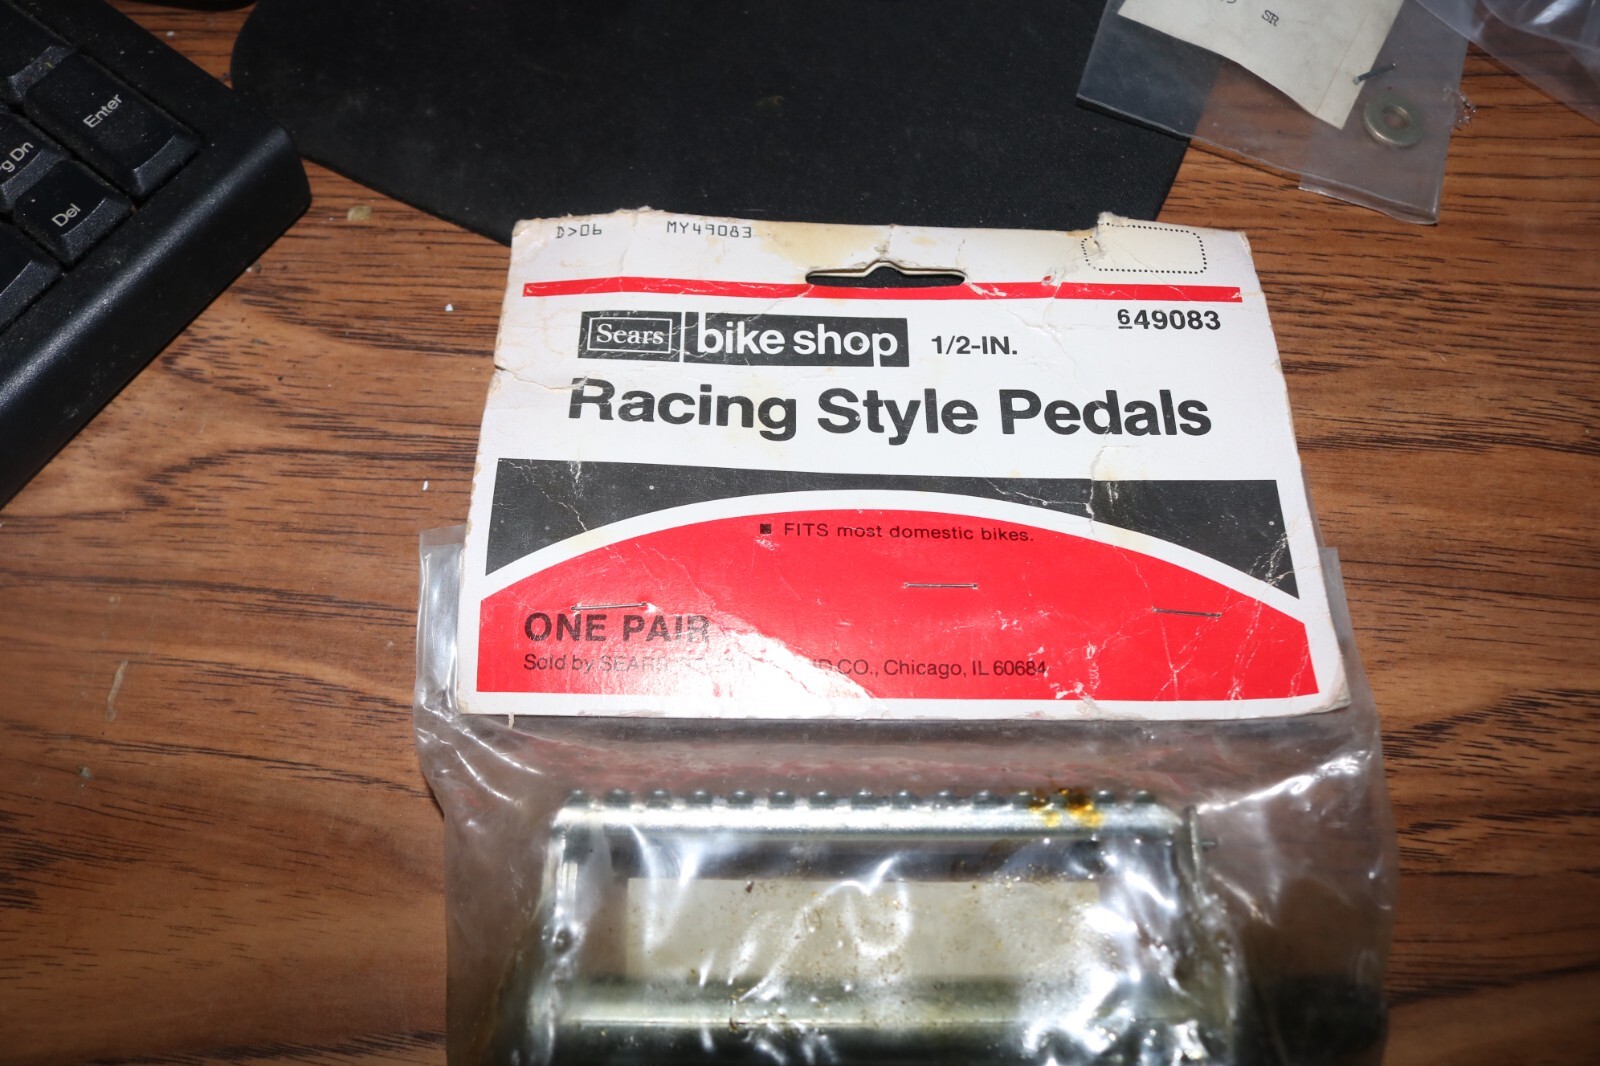 Enter
Del
SR
D>06 MY49083
649083
Sears bike shop 1/2-IN.
Racing Style Pedals
■ FITS most domestic bikes.
ONE PAIR
Sold by CO., Chicago, IL 60684